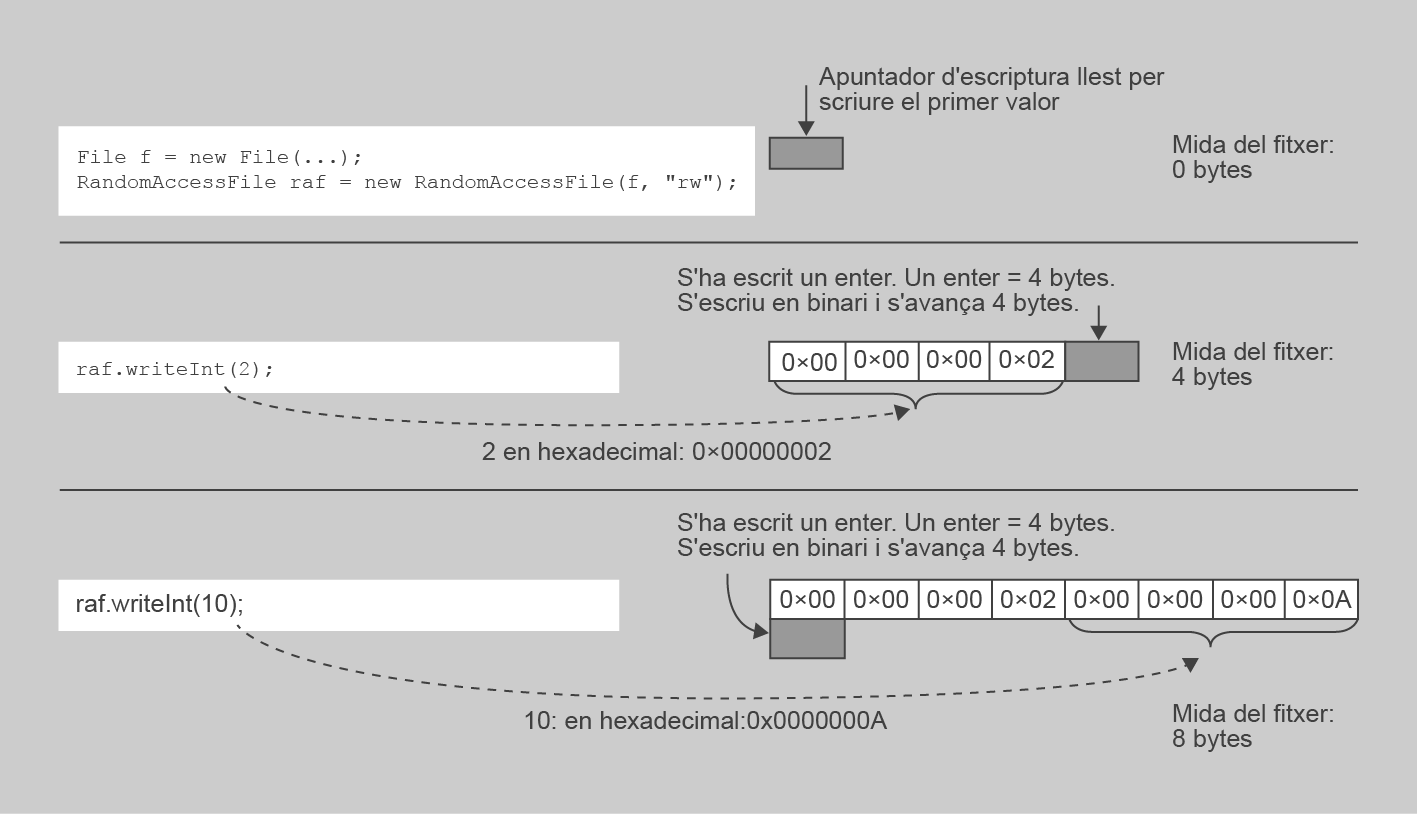 Apuntador d'escriptura llest per
scriure el primer valor
File f = new File(...);
RandomAccessFile raf = new RandomAccessFile(f, "rw");
Mida del fitxer:
0 bytes
S'ha escrit un enter. Un enter = 4 bytes.
S'escriu en binari i s'avança 4 bytes.
raf.writeInt(2);
0×00 0×00 0×00 0×02
Mida del fitxer:
4 bytes
2 en hexadecimal: 0×00000002
S'ha escrit un enter. Un enter = 4 bytes.
S'escriu en binari i s'avança 4 bytes.
raf.writeInt(10);
0×00 0×00 0×00 0×02 0×00 0×00 0×00 0×0A
10: en hexadecimal:0x0000000A
Mida del fitxer:
8 bytes